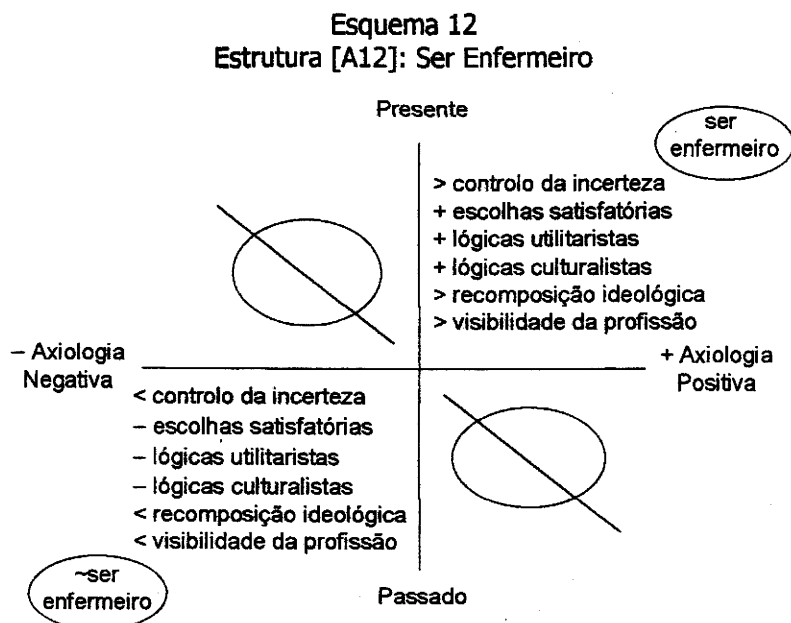 Esquema 12
Estrutura [A12]: Ser Enfermeiro
Presente
ser
enfermeiro
> controlo da incerteza
+ escolhas satisfatórias
+ lógicas utilitaristas
+ lógicas culturalistas
> recomposição ideológica
> visibilidade da profissão
– Axiologia
Negativa
+ Axiologia
Positiva
< controlo da incerteza
– escolhas satisfatórias
– lógicas utilitaristas
– lógicas culturalistas
< recomposição ideológica
< visibilidade da profissão
~ser
enfermeiro
Passado